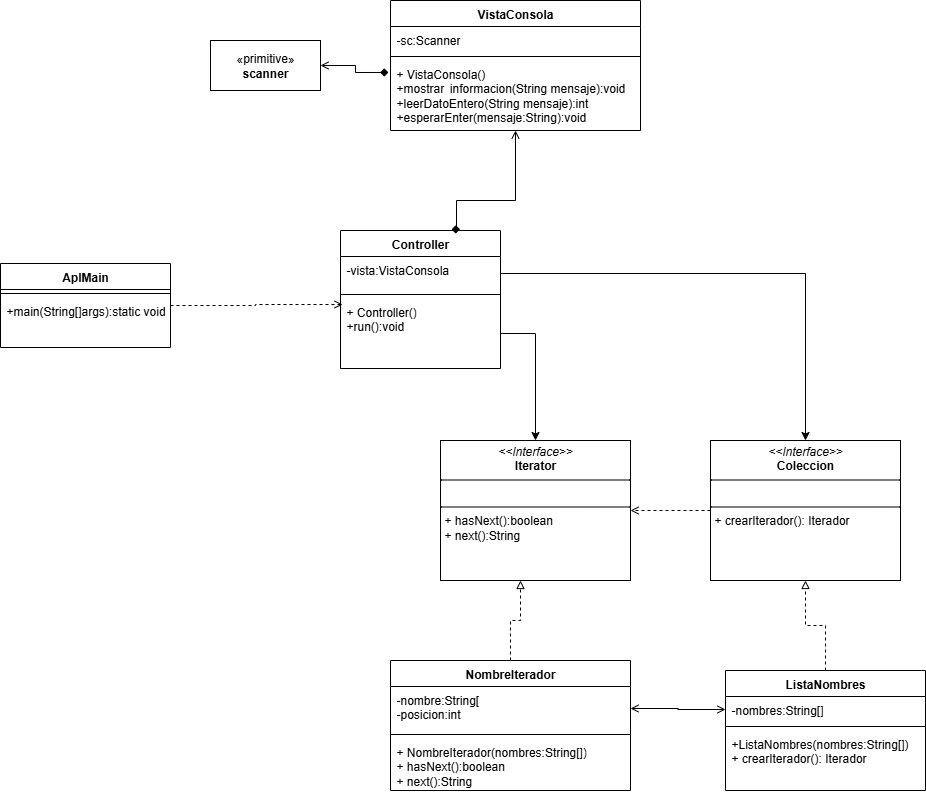 VistaConsola
-sc:Scanner
+ VistaConsola()
+mostrar informacion(String mensaje):void
+leerDatoEntero(String mensaje):int
+esperarEnter(mensaje:String):void
«primitive»
scanner
Controller
-vista:VistaConsola
+ Controller()
+run():void
AplMain
+main(String[]args):static void
<<Interface>>
Iterator
+ hasNext():boolean
+ next():String
<<Interface>>
Coleccion
+ crearIterador(): Iterador
NombreIterador
-nombre:String[
-posicion:int
+ NombreIterador(nombres:String[])
+ hasNext():boolean
+ next():String
ListaNombres
-nombres:String[]
+ListaNombres(nombres:String[])
+ crearIterador(): Iterador